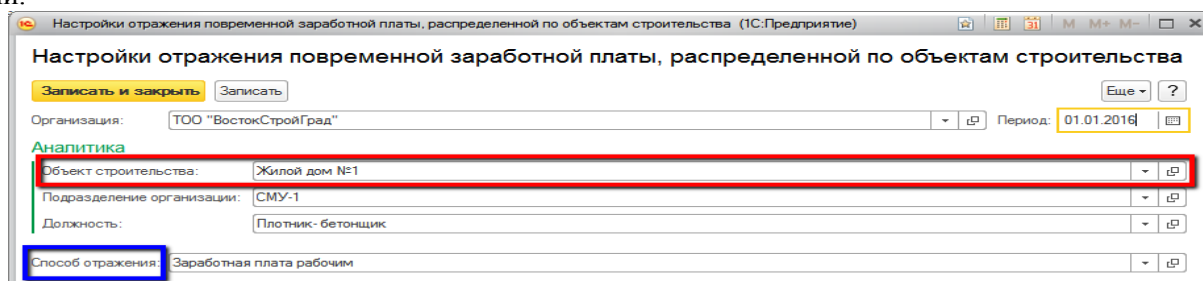 Настройки отражения повременной заработной платы, распределенной по объектам строительства (1С:Предприятие) 31 M M+ M-
Настройки отражения повременной заработной платы, распределенной по объектам строительства
Записать и закрыть Записать Еще ?
Организация: ТОО "ВостокСтройГрад" Период: 01.01.2016
Аналитика
Объект строительства: Жилой дом №1
Подразделение организации: СМУ-1
Должность: Плотник- бетонщик
Способ отражения: Заработная плата рабочим